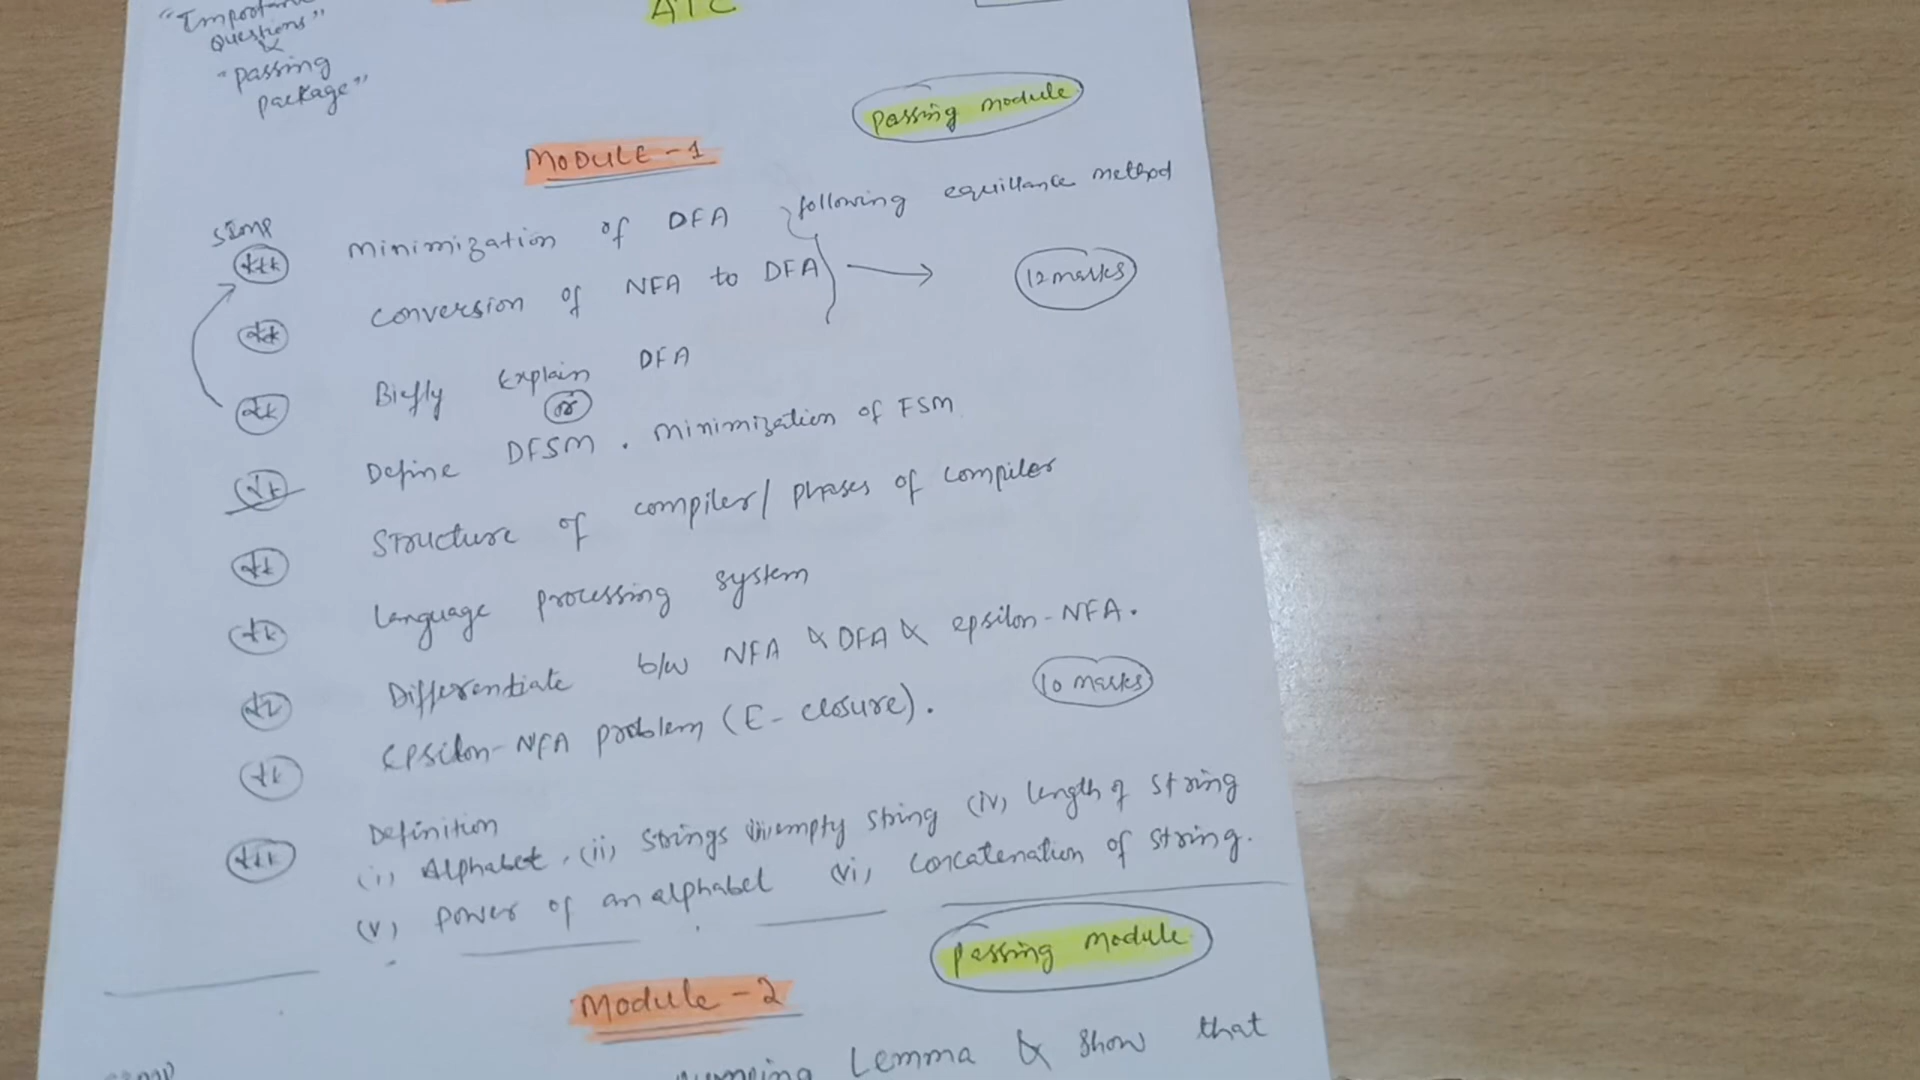 "Important
Questions"
&
"passing
package"
ATC
passing module
MODULE-1
SIMP
*** Minimization of DFA following equillance method
** conversion of NFA to DFA → 12 marks
** Biefly Explain DFA
or
** Define DFSM. Minimization of FSM
** Structure of compiler/ phases of compiler
** Language processing system
** Differentiate b/w NFA & DFA & epsilon-NFA.
** Epsilon-NFA problem (E-closure). 10 marks
*** Definition
(i) Alphabet, (ii) Strings (iii) empty string (iv) length of string
(v) power of an alphabet (vi) concatenation of string.
passing module
Module-2
Lemma & show that